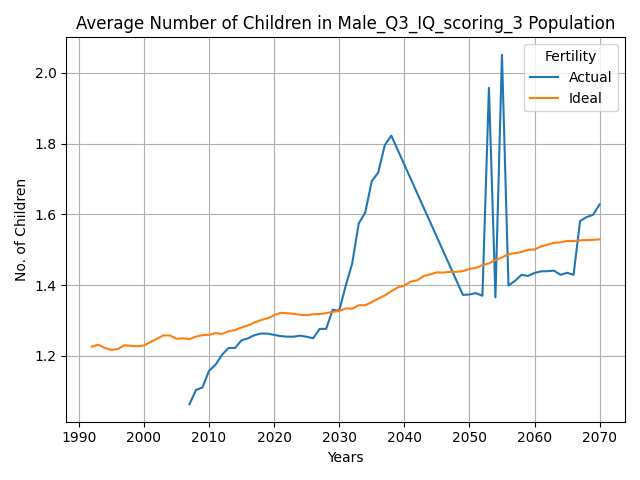 Average Number of Children in Male_Q3_IQ_scoring_3 Population
Fertility
Actual
Ideal
No. of Children
2.0
1.8
1.6
1.4
1.2
1990 2000 2010 2020 2030 2040 2050 2060 2070
Years